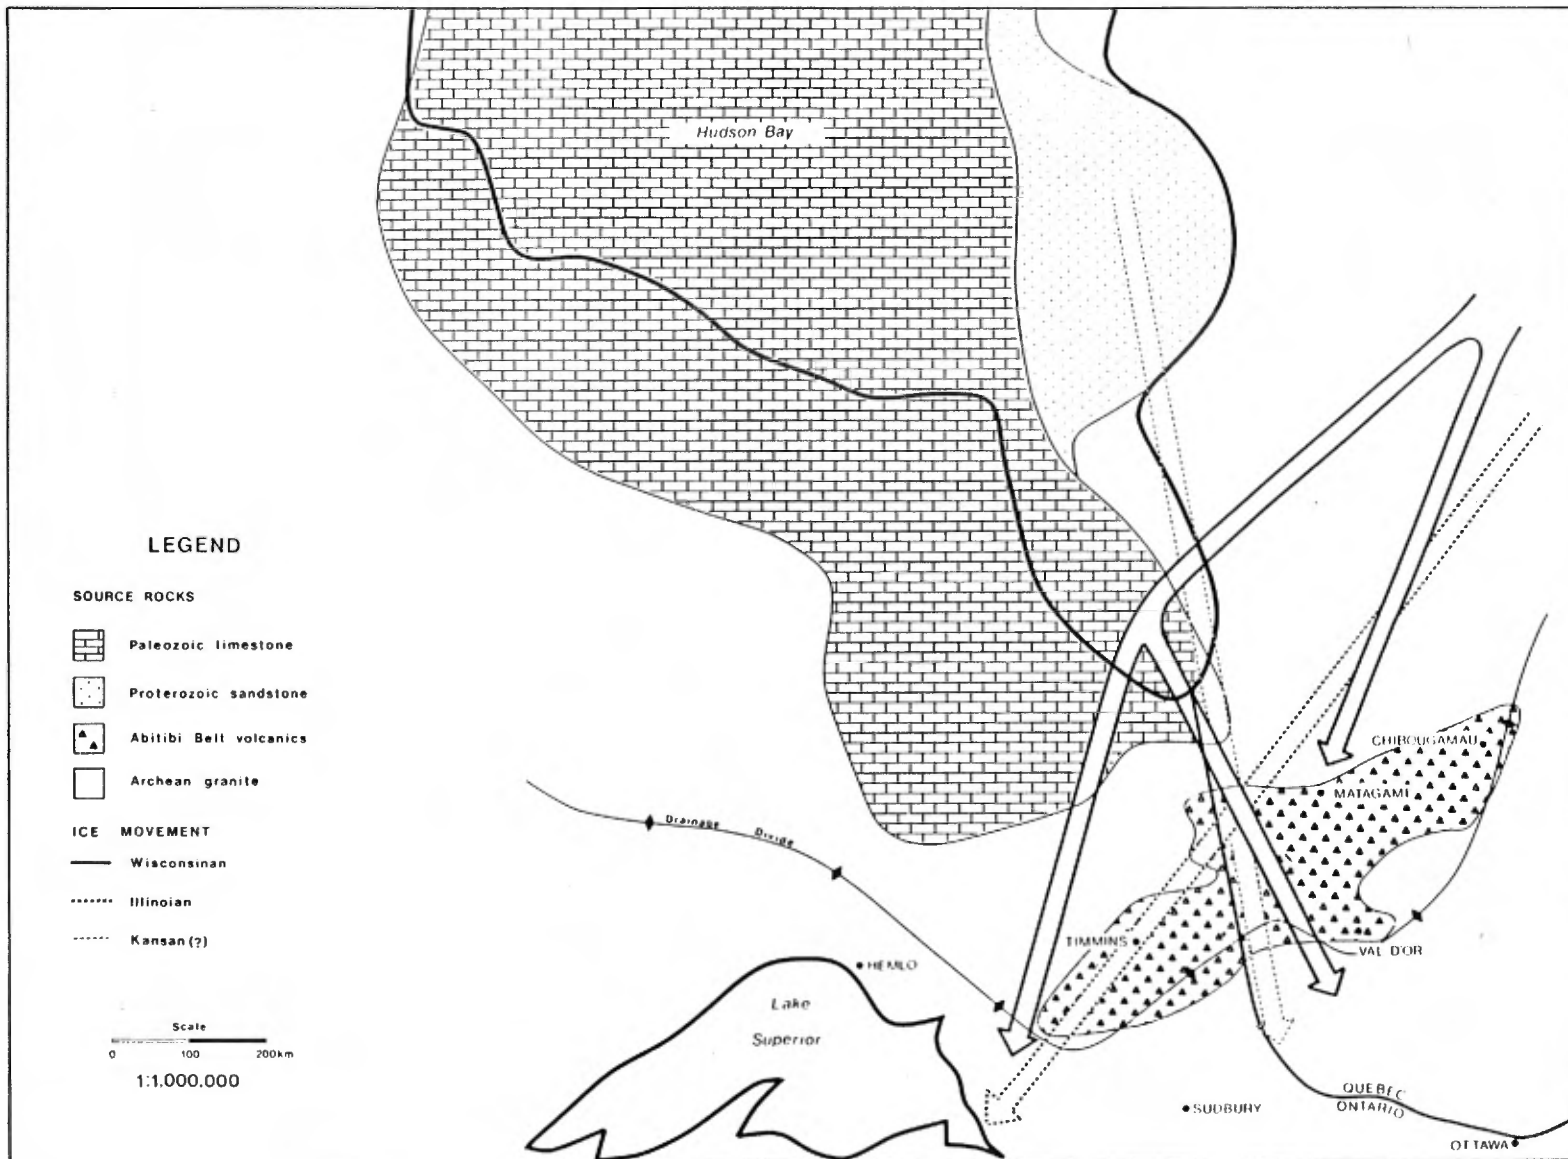 Hudson Bay
LEGEND
SOURCE ROCKS
Paleozoic limestone
Proterozoic sandstone
Abitibi Belt volcanics
Archean granite
ICE MOVEMENT
Wisconsinan
Illinoian
Kansan (?)
Scale
0 100 200km
1:1.000.000
CHIBOUGAMAU
MATAGAMI
Drainage Divide
TIMMINS
VAL D'OR
HEMLO
Lake
Superior
QUEBEC
ONTARIO
SUDBURY
OTTAWA